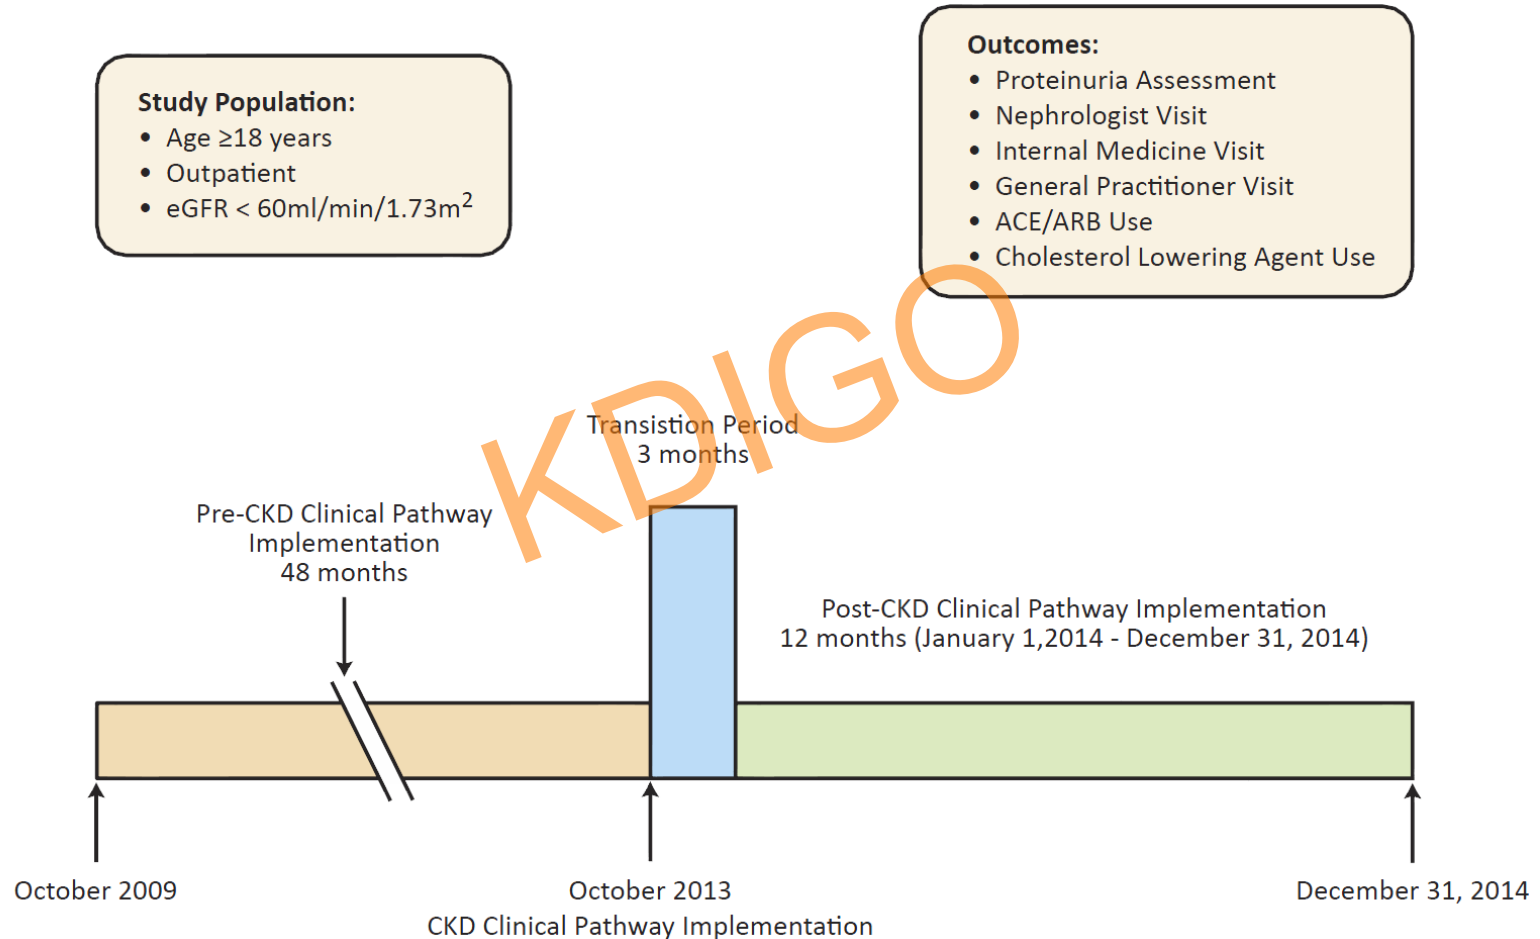 Study Population:
• Age ≥18 years
• Outpatient
• eGFR < 60ml/min/1.73m²
Outcomes:
• Proteinuria Assessment
• Nephrologist Visit
• Internal Medicine Visit
• General Practitioner Visit
• ACE/ARB Use
• Cholesterol Lowering Agent Use
KDIGO
Transistion Period
3 months
Pre-CKD Clinical Pathway
Implementation
48 months
Post-CKD Clinical Pathway Implementation
12 months (January 1,2014 - December 31, 2014)
October 2009
October 2013
CKD Clinical Pathway Implementation
December 31, 2014